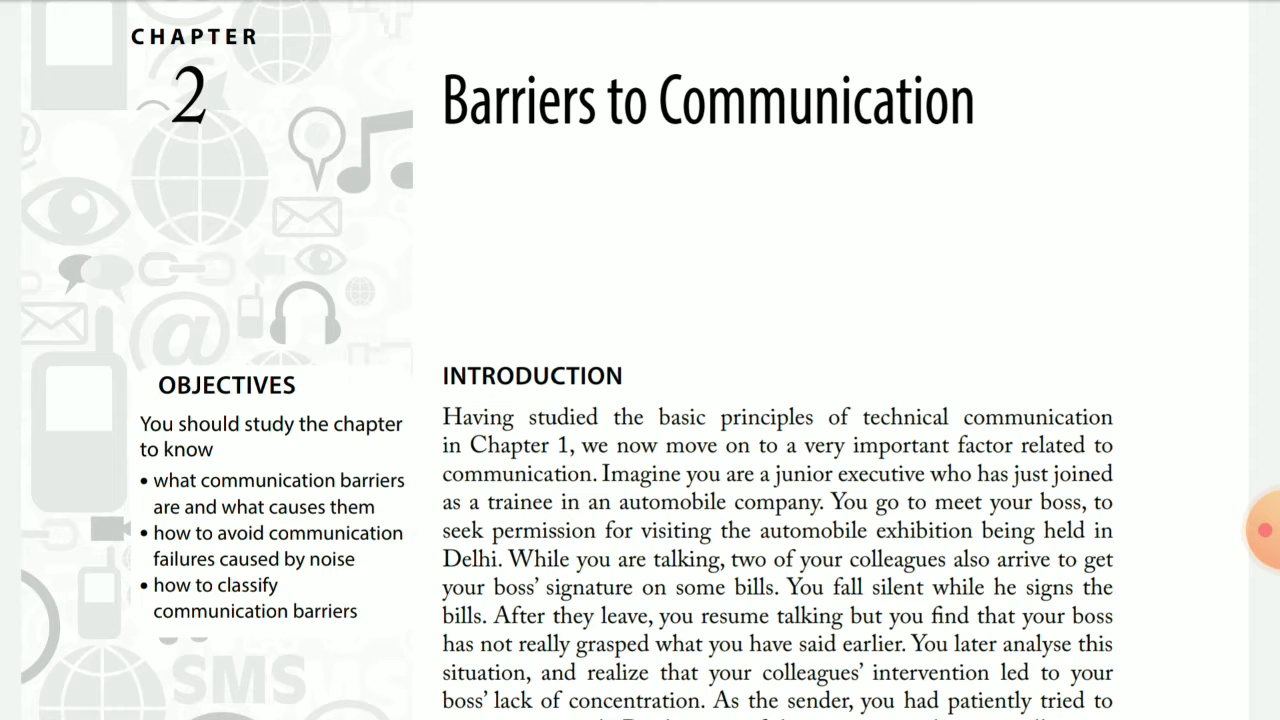 CHAPTER
2
Barriers to Communication
OBJECTIVES
You should study the chapter
to know
• what communication barriers
are and what causes them
• how to avoid communication
failures caused by noise
• how to classify
communication barriers
SMS
INTRODUCTION
Having studied the basic principles of technical communication
in Chapter 1, we now move on to a very important factor related to
communication. Imagine you are a junior executive who has just joined
as a trainee in an automobile company. You go to meet your boss, to
seek permission for visiting the automobile exhibition being held in
Delhi. While you are talking, two of your colleagues also arrive to get
your boss’ signature on some bills. You fall silent while he signs the
bills. After they leave, you resume talking but you find that your boss
has not really grasped what you have said earlier. You later analyse this
situation, and realize that your colleagues’ intervention led to your
boss’ lack of concentration. As the sender, you had patiently tried to